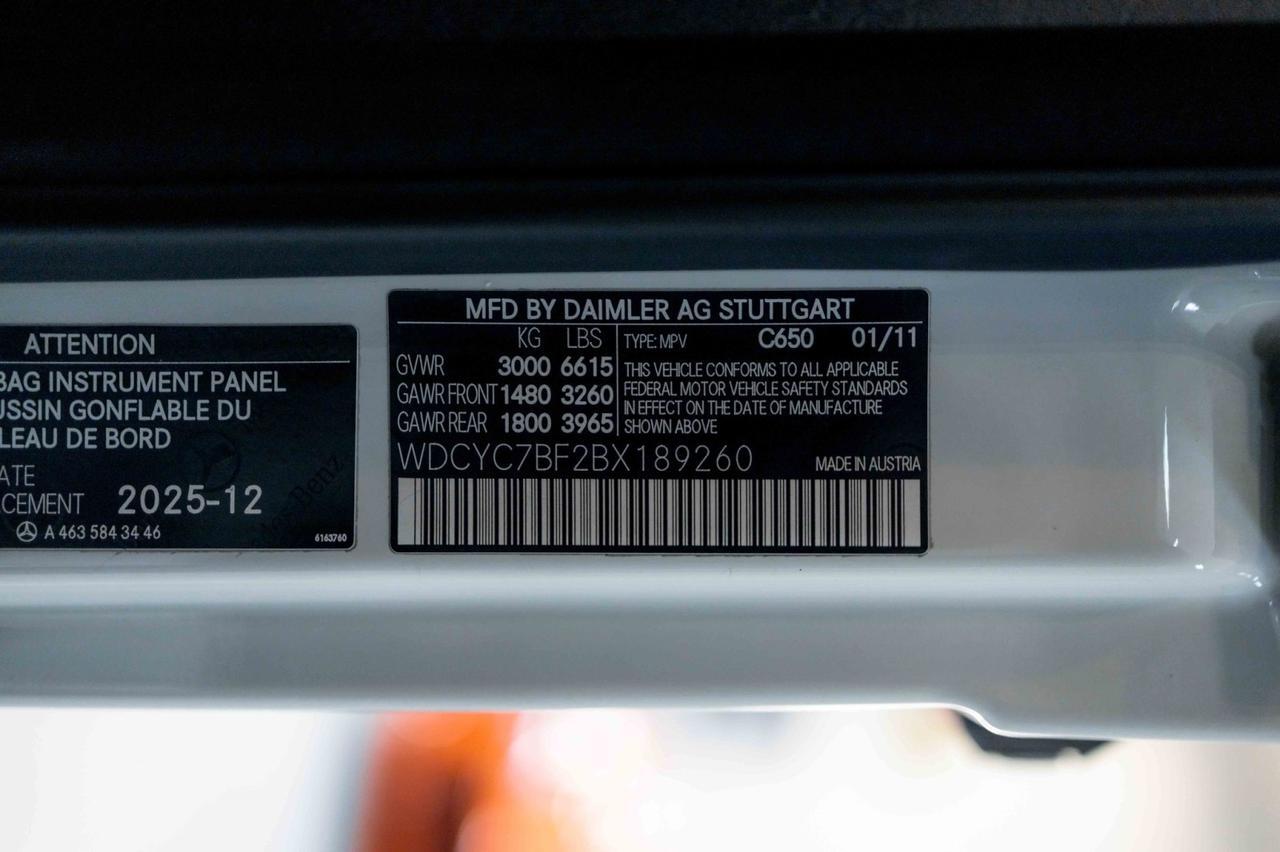 ATTENTION
BAG INSTRUMENT PANEL
USSIN GONFLABLE DU
LEAU DE BORD
ATE
CEMENT 2025-12
A 463 584 34 46
6163760
MFD BY DAIMLER AG STUTTGART
KG LBS
GVWR 3000 6615
GAWR FRONT 1480 3260
GAWR REAR 1800 3965
TYPE: MPV C650 01/11
THIS VEHICLE CONFORMS TO ALL APPLICABLE
FEDERAL MOTOR VEHICLE SAFETY STANDARDS
IN EFFECT ON THE DATE OF MANUFACTURE
SHOWN ABOVE
WDCYC7BF2BX189260
MADE IN AUSTRIA